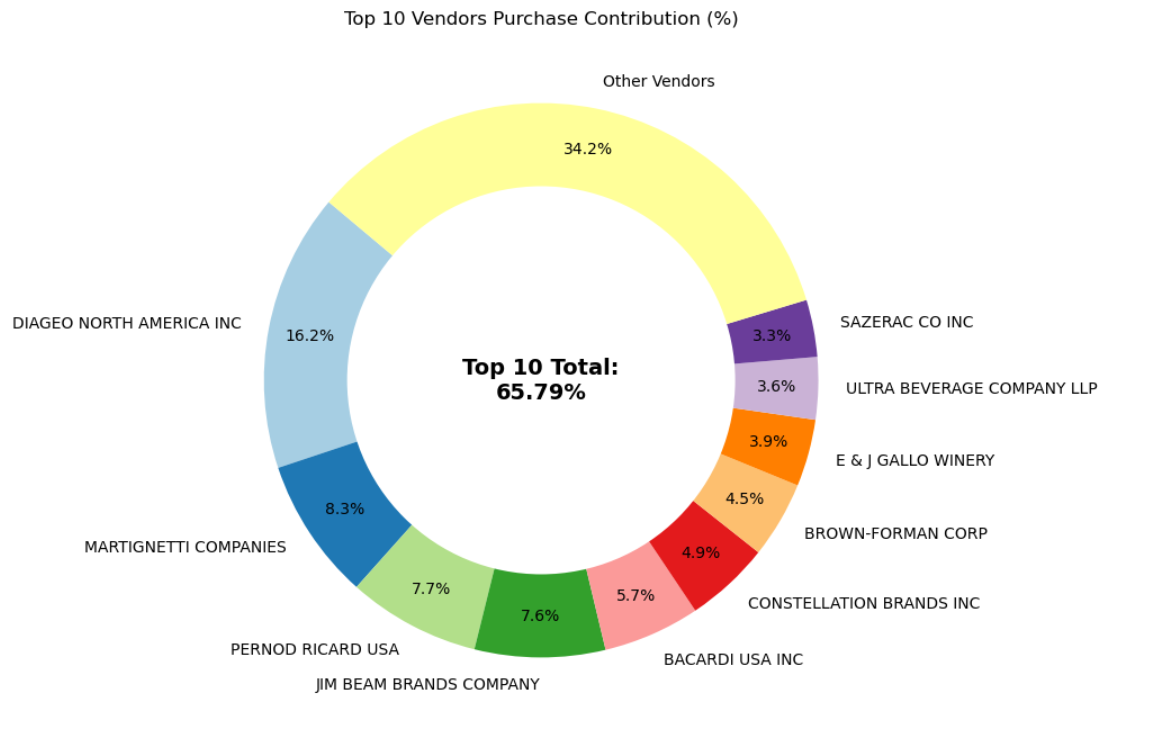 Top 10 Vendors Purchase Contribution (%)
Other Vendors
34.2%
DIAGEO NORTH AMERICA INC
16.2%
Top 10 Total:
65.79%
3.3%
SAZERAC CO INC
3.6%
ULTRA BEVERAGE COMPANY LLP
3.9%
E & J GALLO WINERY
4.5%
BROWN-FORMAN CORP
8.3%
MARTIGNETTI COMPANIES
4.9%
CONSTELLATION BRANDS INC
7.7%
PERNOD RICARD USA
7.6%
JIM BEAM BRANDS COMPANY
5.7%
BACARDI USA INC